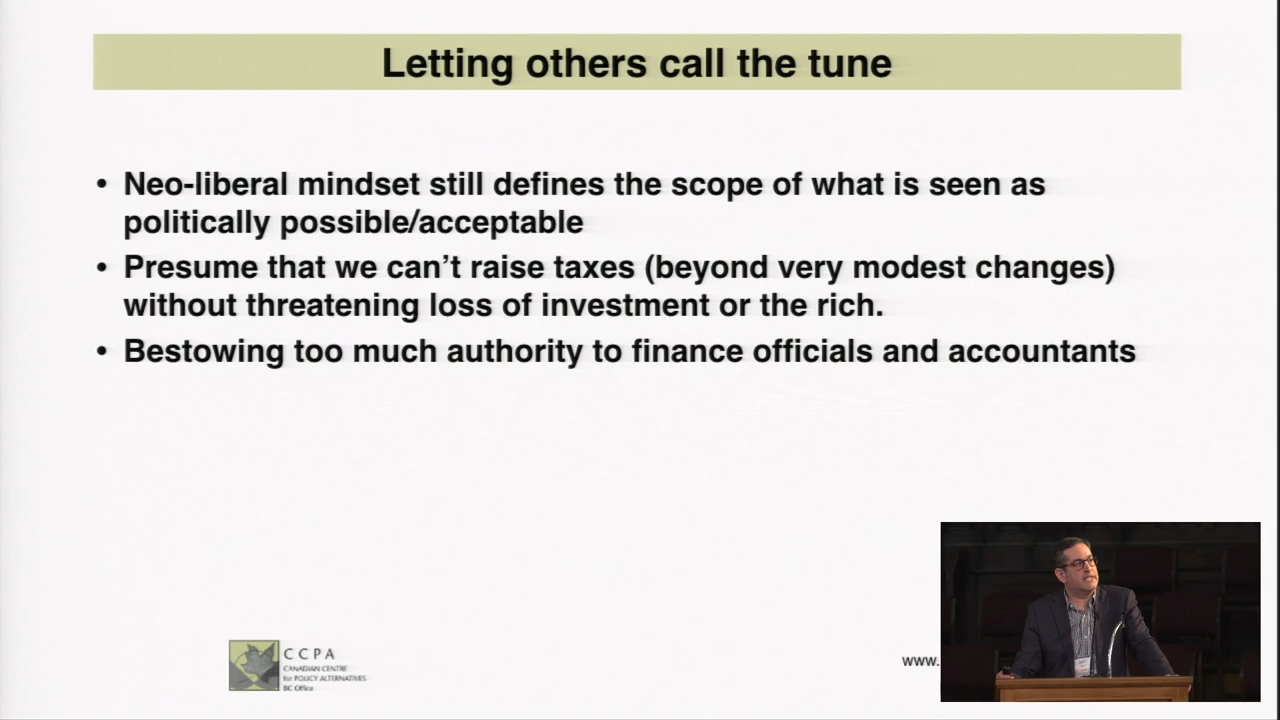 Letting others call the tune
• Neo-liberal mindset still defines the scope of what is seen as
politically possible/acceptable
• Presume that we can’t raise taxes (beyond very modest changes)
without threatening loss of investment or the rich.
• Bestowing too much authority to finance officials and accountants
CCPA
CANADIAN CENTRE
for POLICY ALTERNATIVES
BC Office
www.